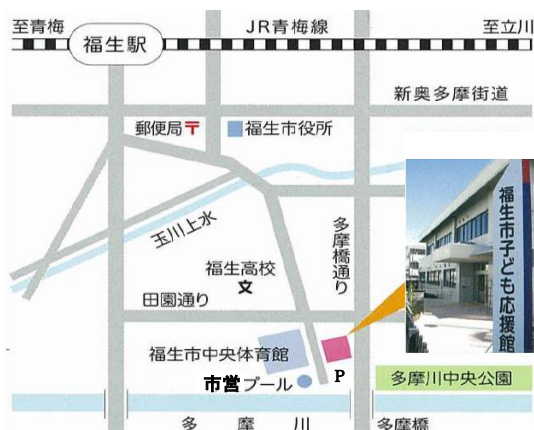 至青梅
JR青梅線
至立川
福生駅
新奥多摩街道
郵便局〒
福生市役所
玉川上水
多摩橋通り
福生高校
文
田園通り
福生市中央体育館
市営プール
P
福生市子ども応援館
多摩川中央公園
多摩川
多摩橋